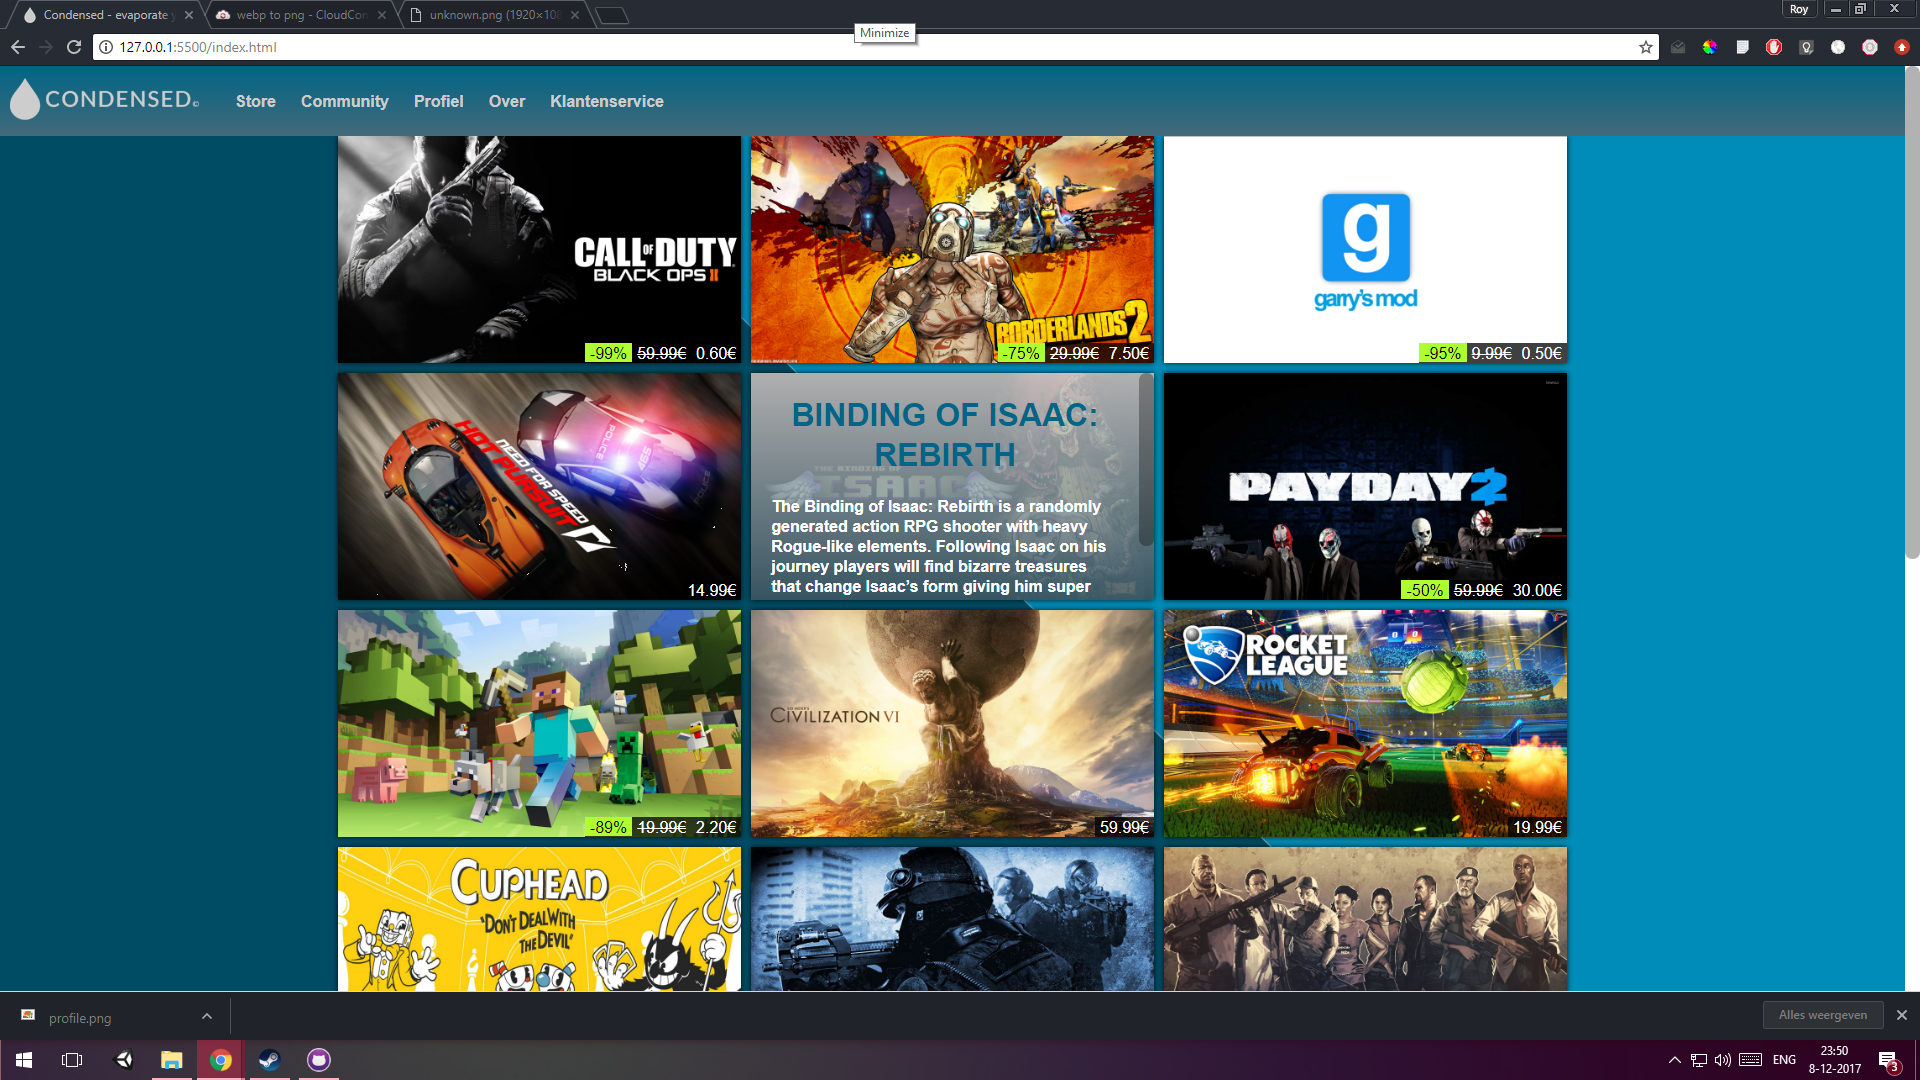 Condensed - evaporate y
webp to png - CloudCon
unknown.png (1920×108
Roy
127.0.0.1:5500/index.html
Minimize
CONDENSED.©
Store Community Profiel Over Klantenservice
CALL OF DUTY
BLACK OPS II
-99% 59.99€ 0.60€
BORDERLANDS 2
-75% 29.99€ 7.50€
g
garry's mod
-95% 9.99€ 0.50€
NEED FOR SPEED
HOT PURSUIT
POLICE
14.99€
BINDING OF ISAAC:
REBIRTH
THE BINDING OF
ISAAC
The Binding of Isaac: Rebirth is a randomly
generated action RPG shooter with heavy
Rogue-like elements. Following Isaac on his
journey players will find bizarre treasures
that change Isaac’s form giving him super
PAYDAY 2
-50% 59.99€ 30.00€
-89% 19.99€ 2.20€
CIVILIZATION VI
59.99€
ROCKET
LEAGUE
19.99€
CUPHEAD
"DON'T DEAL WITH
THE DEVIL"
profile.png
Alles weergeven
ENG
23:50
8-12-2017
3